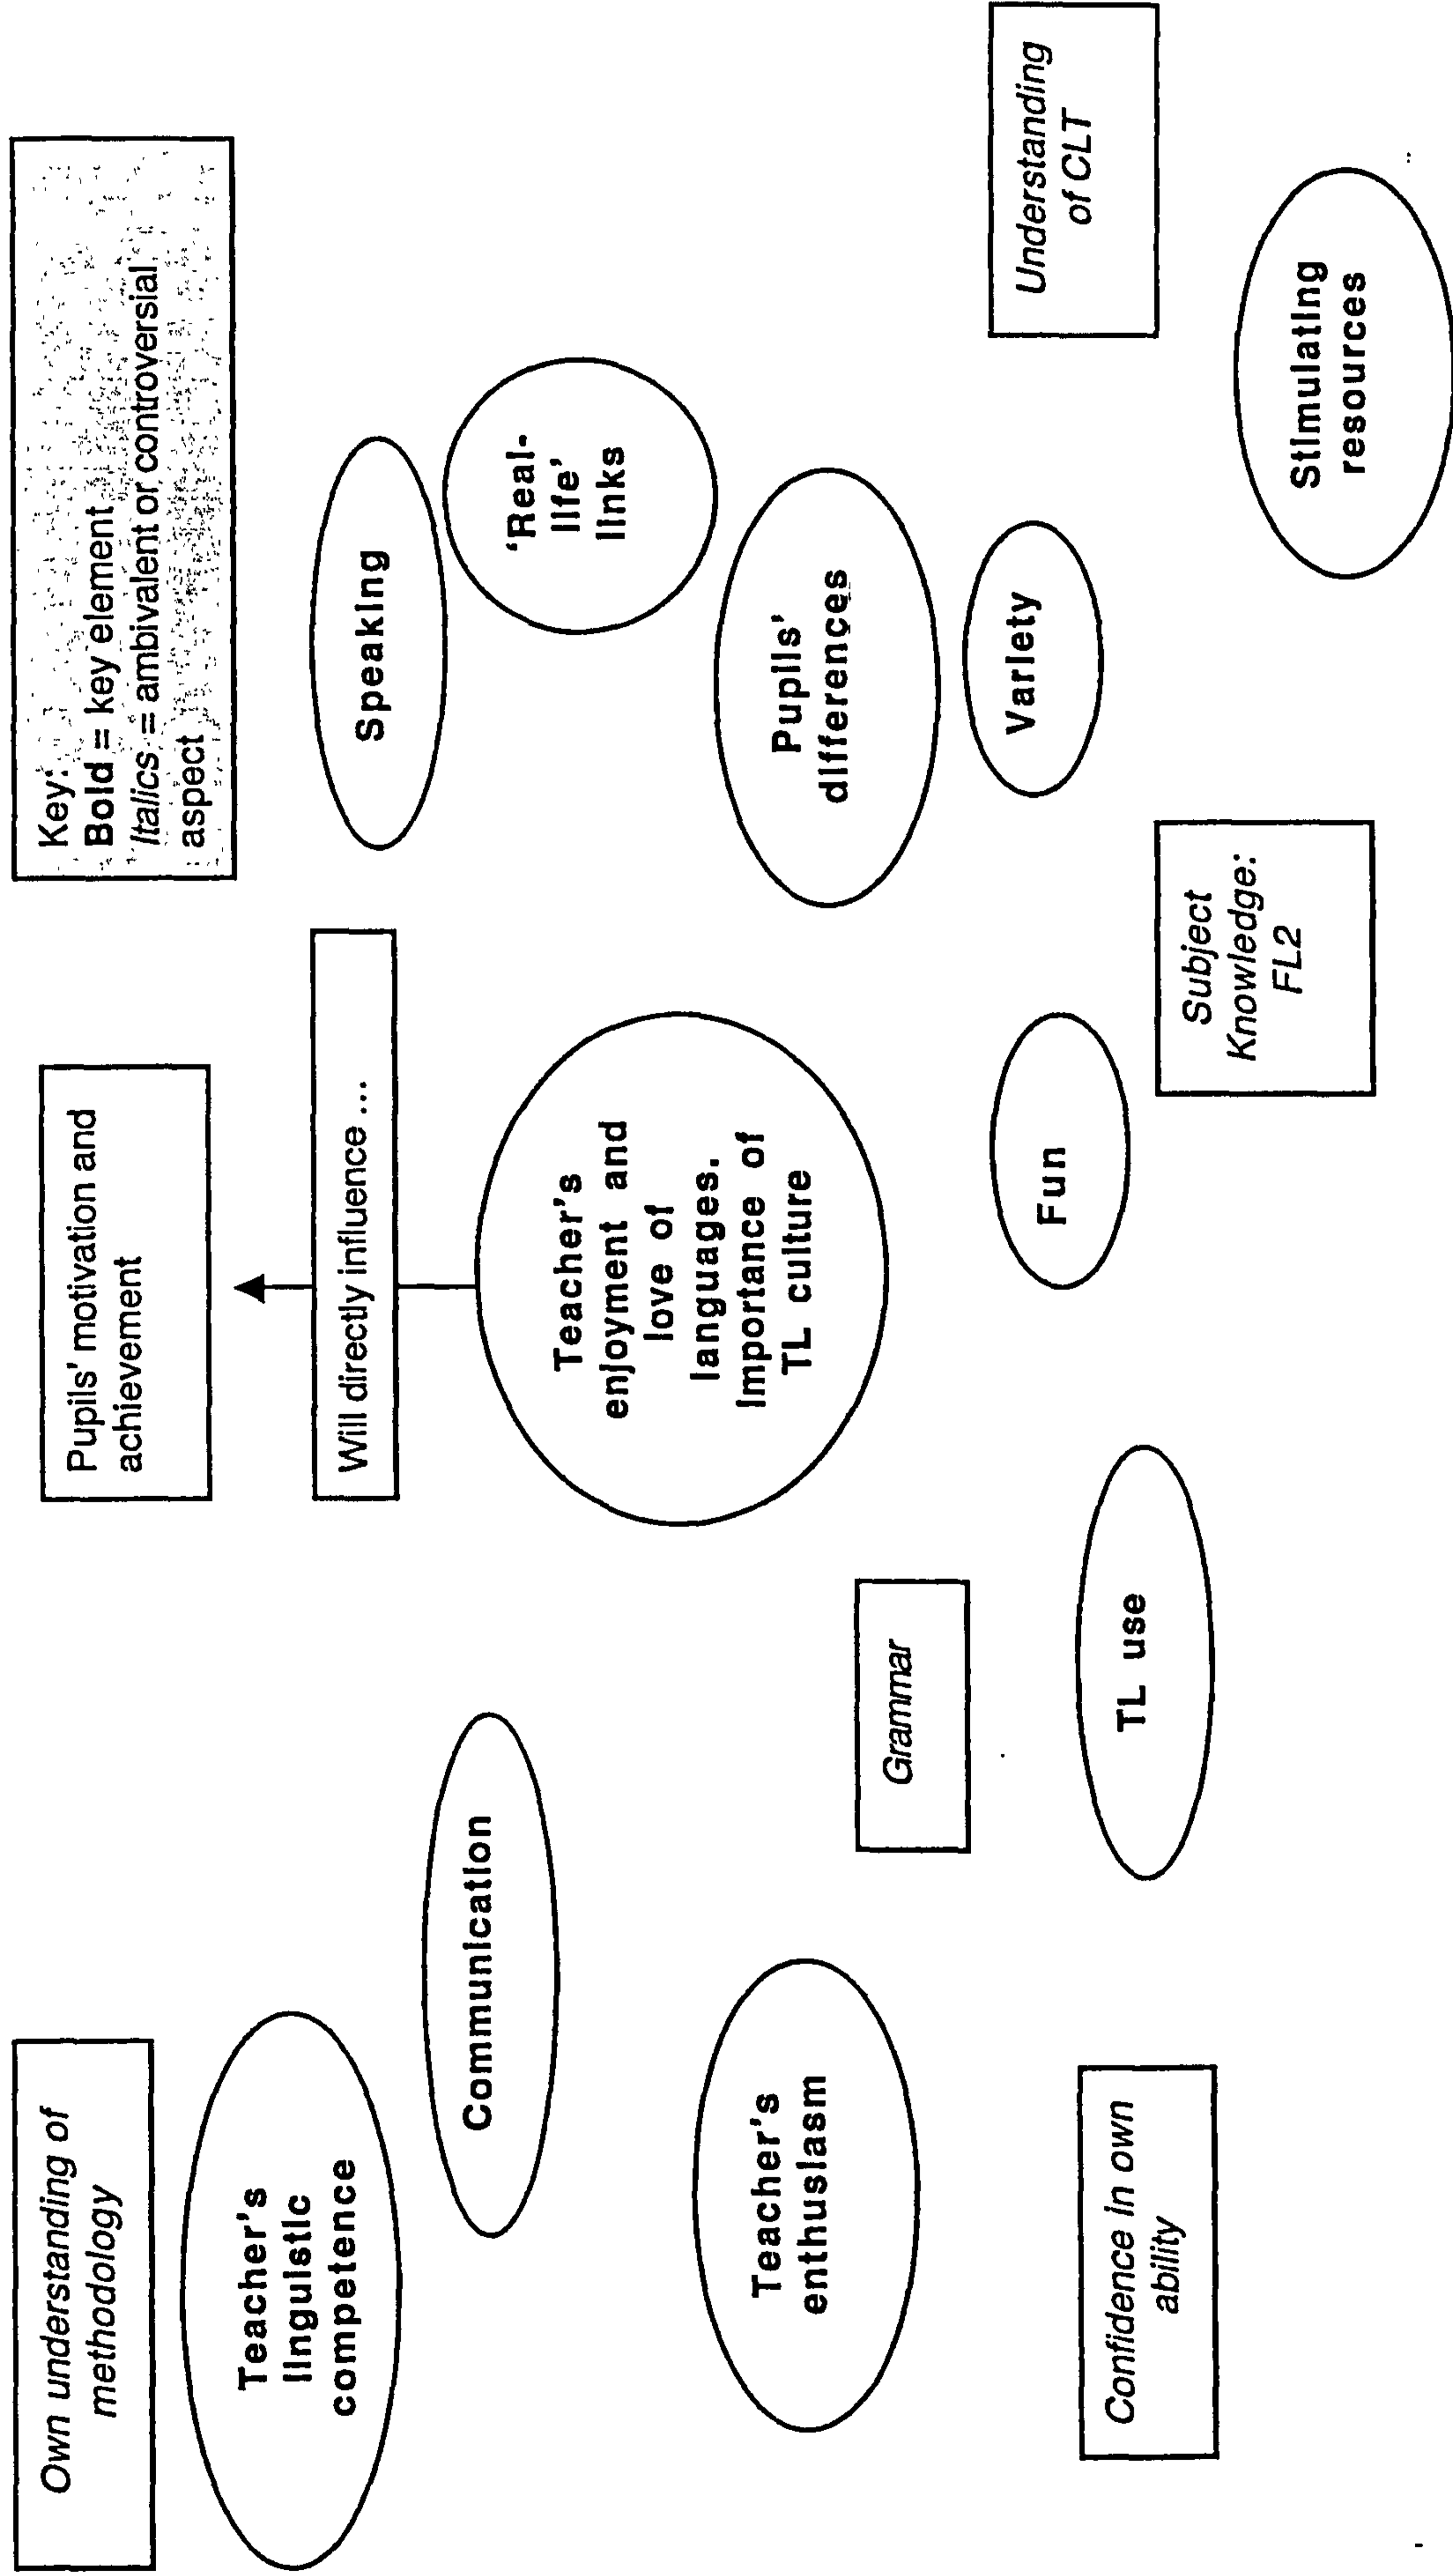 Own understanding of
methodology
Pupils' motivation and
achievement
Key:
Bold = key element
Italics = ambivalent or controversial
aspect
Teacher's
linguistic
competence
Will directly influence ...
Speaking
Communication
Teacher's
enjoyment and
love of
languages.
Importance of
TL culture
'Real-
life'
links
Teacher's
enthusiasm
Grammar
Pupils'
differences
Variety
Understanding
of CLT
Confidence in own
ability
TL use
Fun
Subject
Knowledge:
FL2
Stimulating
resources